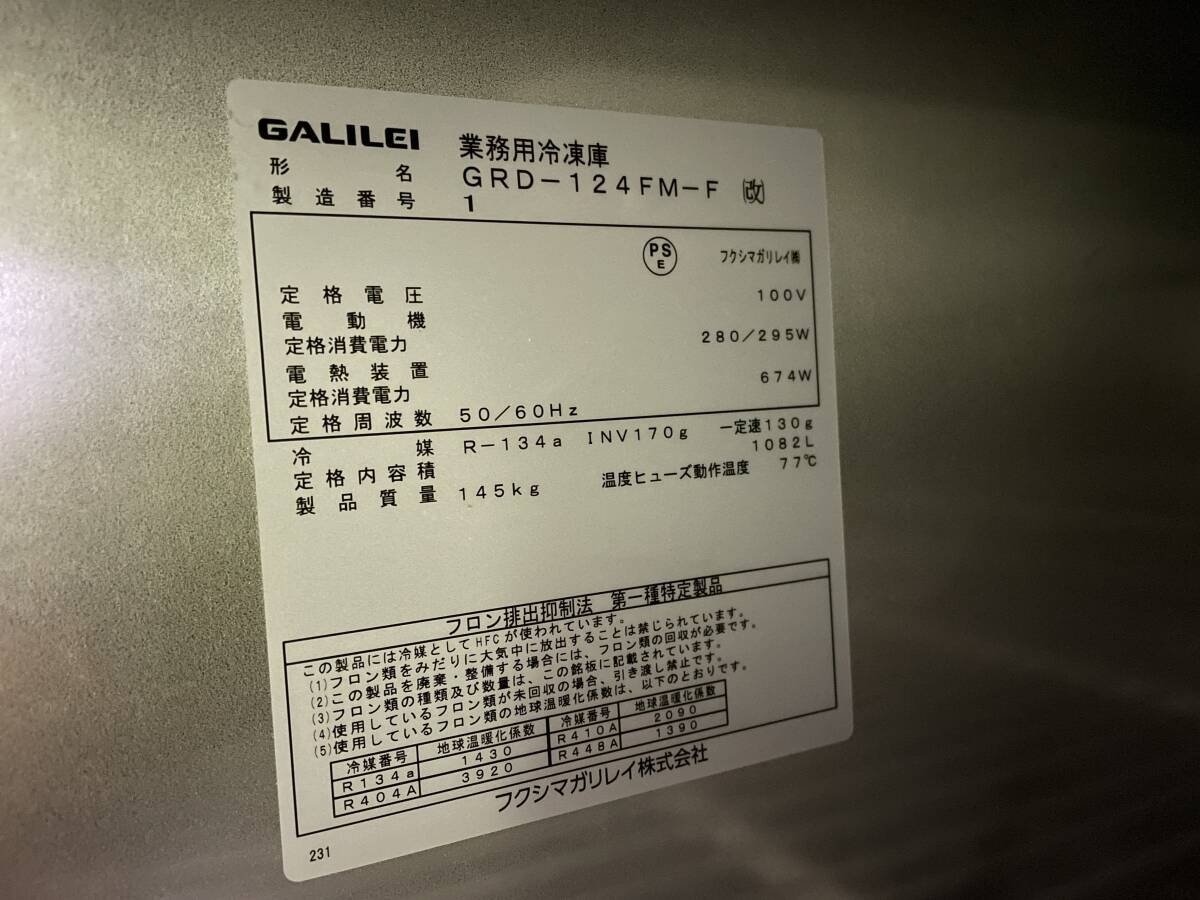 GALILEI 業務用冷凍庫
形名 GRD-124FM-F ㊢
製造番号 1
PS E フクシマガリレイ㈱
定格電圧 100V
電動機
定格消費電力 280/295W
電熱装置
定格消費電力 674W
定格周波数 50/60Hz
冷媒 R-134a INV170g 一定速130g
定格内容積 1082L
製品質量 145kg 温度ヒューズ動作温度 77℃
フロン排出抑制法 第一種特定製品
この製品には冷媒としてHFCが使われています。
(1)フロン類をみだりに大気中に放出することは禁じられています。
(2)この製品を廃棄・整備する場合には、フロン類の回収が必要です。
(3)フロン類の種類及び数量は、この銘板に記載されています。
(4)使用しているフロン類が未回収の場合、引き渡し禁止です。
(5)使用しているフロン類の地球温暖化係数は、以下のとおりです。
冷媒番号 地球温暖化係数 冷媒番号 地球温暖化係数
R134a 1430 R410A 2090
R404A 3920 R448A 1390
フクシマガリレイ株式会社
231